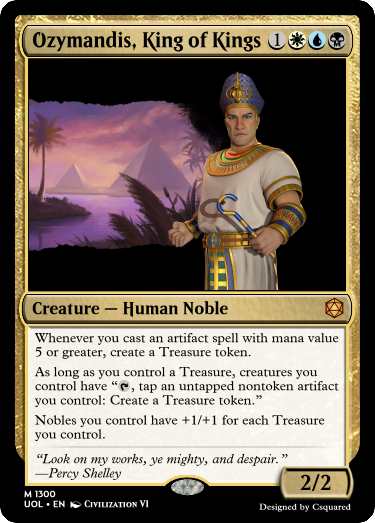 Ozymandis, King of Kings 1
Creature — Human Noble
Whenever you cast an artifact spell with mana value
5 or greater, create a Treasure token.
As long as you control a Treasure, creatures you
control have “, tap an untapped nontoken artifact
you control: Create a Treasure token.”
Nobles you control have +1/+1 for each Treasure
you control.
“Look on my works, ye mighty, and despair.”
—Percy Shelley
2/2
M 1300
UOL • EN Civilization VI
Designed by Csquared